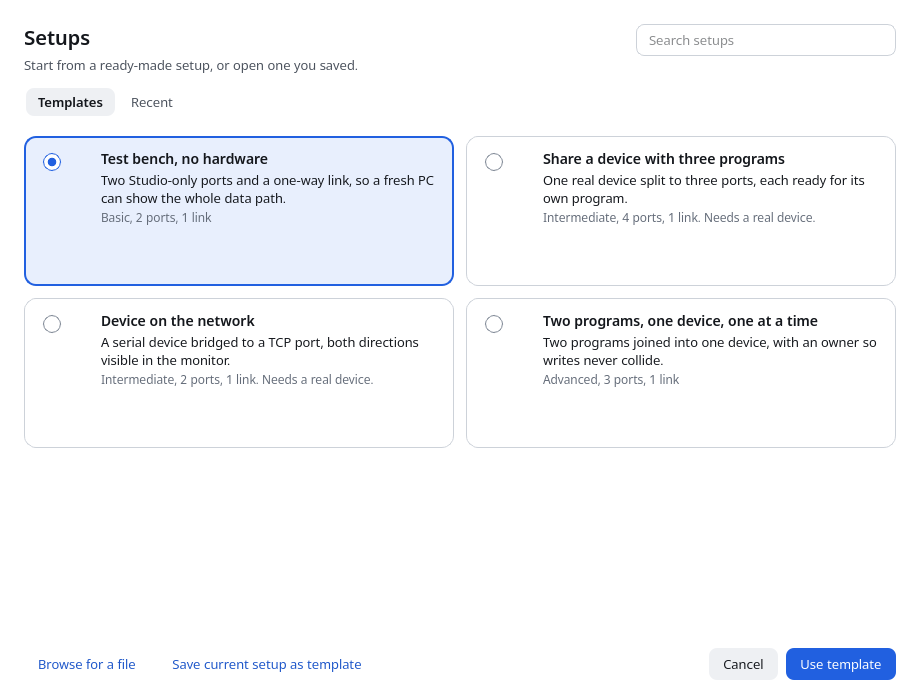 Setups
Search setups
Start from a ready-made setup, or open one you saved.
Templates
Recent
Test bench, no hardware
Two Studio-only ports and a one-way link, so a fresh PC
can show the whole data path.
Basic, 2 ports, 1 link
Share a device with three programs
One real device split to three ports, each ready for its
own program.
Intermediate, 4 ports, 1 link. Needs a real device.
Device on the network
A serial device bridged to a TCP port, both directions
visible in the monitor.
Intermediate, 2 ports, 1 link. Needs a real device.
Two programs, one device, one at a time
Two programs joined into one device, with an owner so
writes never collide.
Advanced, 3 ports, 1 link
Browse for a file
Save current setup as template
Cancel
Use template